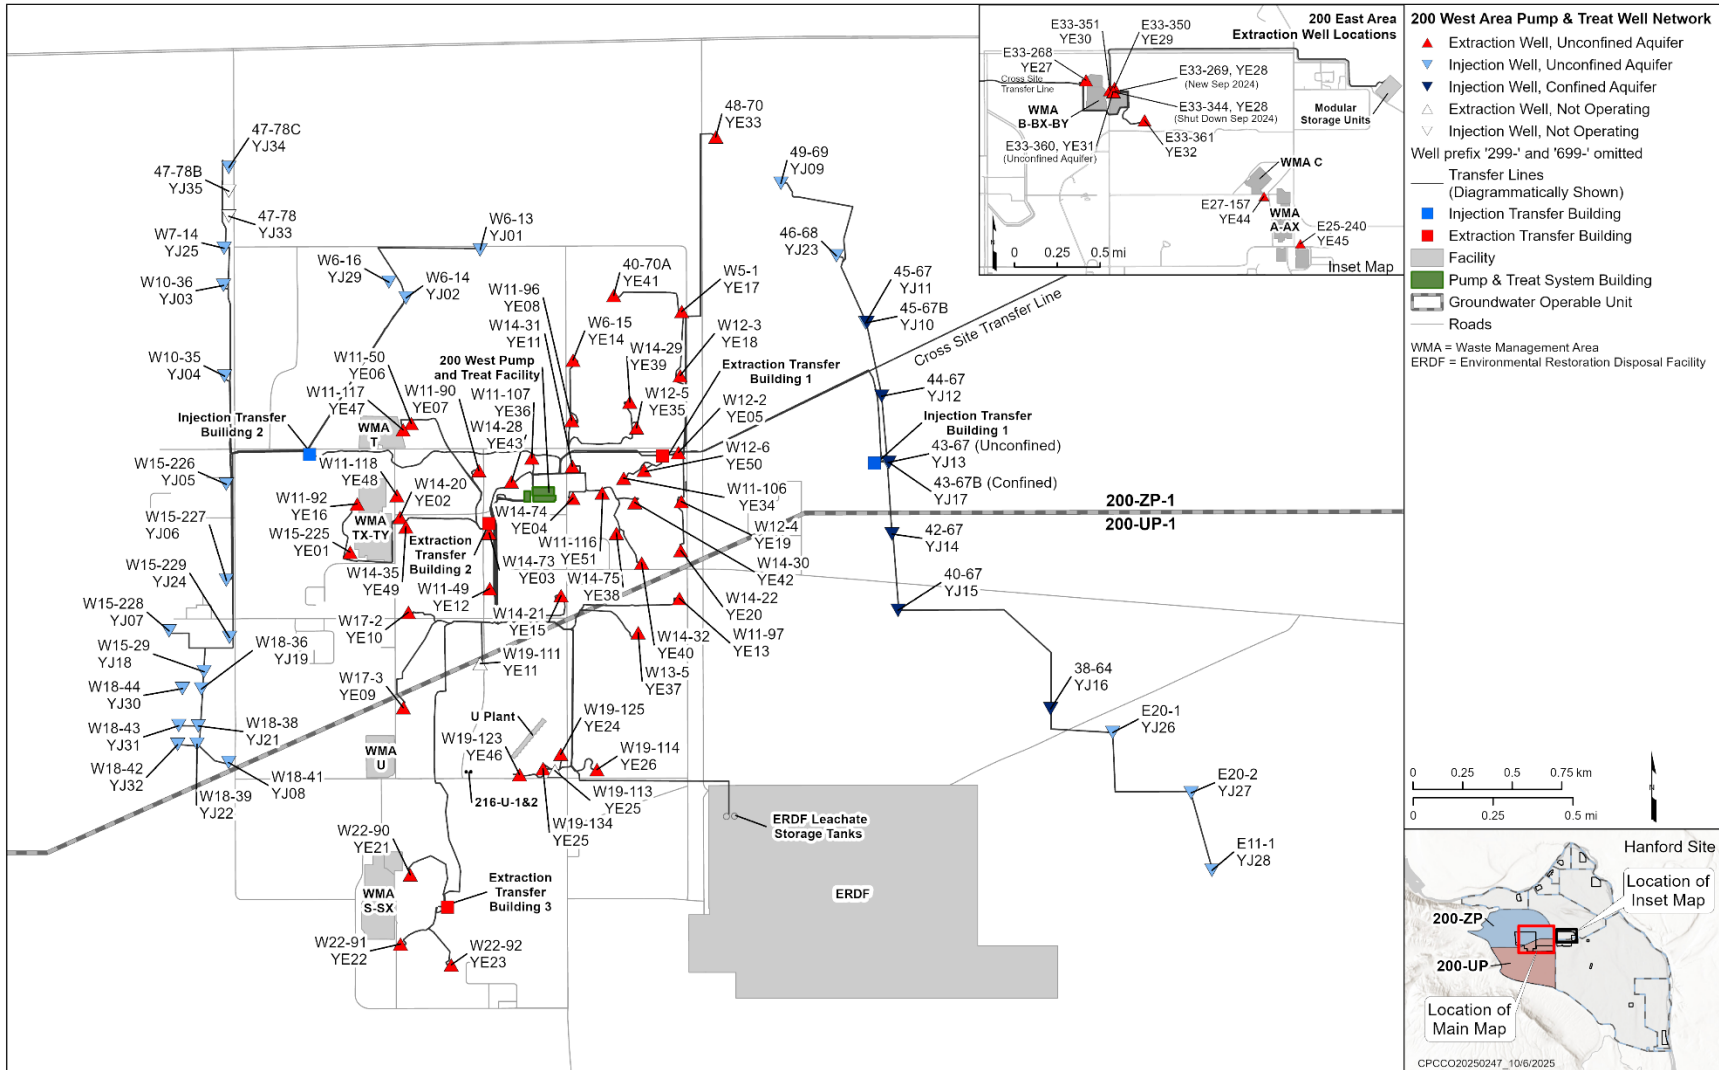 200 East Area
Extraction Well Locations
E33-351
YE30
E33-350
YE29
E33-268
YE27
Cross Site
Transfer Line
E33-269, YE28
(New Sep 2024)
E33-344, YE28
(Shut Down Sep 2024)
WMA
B-BX-BY
E33-360, YE31
(Unconfined Aquifer)
E33-361
YE32
Modular
Storage Units
WMA C
E27-157
YE44
WMA
A-AX
E25-240
YE45
N
0 0.25 0.5 mi
Inset Map
200 West Area Pump & Treat Well Network
Extraction Well, Unconfined Aquifer
Injection Well, Unconfined Aquifer
Injection Well, Confined Aquifer
Extraction Well, Not Operating
Injection Well, Not Operating
Well prefix '299-' and '699-' omitted
Transfer Lines
(Diagrammatically Shown)
Injection Transfer Building
Extraction Transfer Building
Facility
Pump & Treat System Building
Groundwater Operable Unit
Roads
WMA = Waste Management Area
ERDF = Environmental Restoration Disposal Facility
48-70
YE33
47-78C
YJ34
47-78B
YJ35
47-78
YJ33
W7-14
YJ25
W10-36
YJ03
W10-35
YJ04
W6-13
YJ01
W6-16
YJ29
W6-14
YJ02
49-69
YJ09
46-68
YJ23
45-67
YJ11
45-67B
YJ10
Cross Site Transfer Line
40-70A
YE41
W5-1
YE17
W11-96
YE08
W14-31
YE11
W6-15
YE14
W12-3
YE18
W14-29
YE39
W11-50
YE06
200 West Pump
and Treat Facility
Extraction Transfer
Building 1
W11-117
YE47
W11-90
YE07
W11-107
YE36
W12-5
YE35
W12-2
YE05
44-67
YJ12
Injection Transfer
Building 2
WMA
T
W14-28
YE43
W12-6
YE50
Injection Transfer
Building 1
43-67 (Unconfined)
YJ13
43-67B (Confined)
YJ17
W15-226
YJ05
W11-118
YE48
W14-20
YE02
W11-92
YE16
WMA
TX-TY
W14-74
YE04
W11-106
YE34
200-ZP-1
200-UP-1
W15-227
YJ06
W15-225
YE01
Extraction
Transfer
Building 2
W11-116
YE51
W12-4
YE19
42-67
YJ14
W15-229
YJ24
W14-35
YE49
W14-73
YE03
W14-75
YE38
W14-30
YE42
W11-49
YE12
W14-22
YE20
40-67
YJ15
W15-228
YJ07
W17-2
YE10
W14-21
YE15
W14-32
YE40
W11-97
YE13
W15-29
YJ18
W18-36
YJ19
W19-111
YE11
W13-5
YE37
W18-44
YJ30
W17-3
YE09
38-64
YJ16
W18-43
YJ31
W18-38
YJ21
U Plant
W19-125
YE24
E20-1
YJ26
WMA
U
W19-123
YE46
W19-114
YE26
W18-42
YJ32
W18-39
YJ22
W18-41
YJ08
216-U-1&2
W19-113
YE25
W19-134
YE25
E20-2
YJ27
ERDF Leachate
Storage Tanks
W22-90
YE21
E11-1
YJ28
WMA
S-SX
Extraction
Transfer
Building 3
ERDF
W22-91
YE22
W22-92
YE23
N
0 0.25 0.5 0.75 km
0 0.25 0.5 mi
Hanford Site
Location of
Inset Map
200-ZP
200-UP
Location of
Main Map
CPCCO20250247_10/6/2025